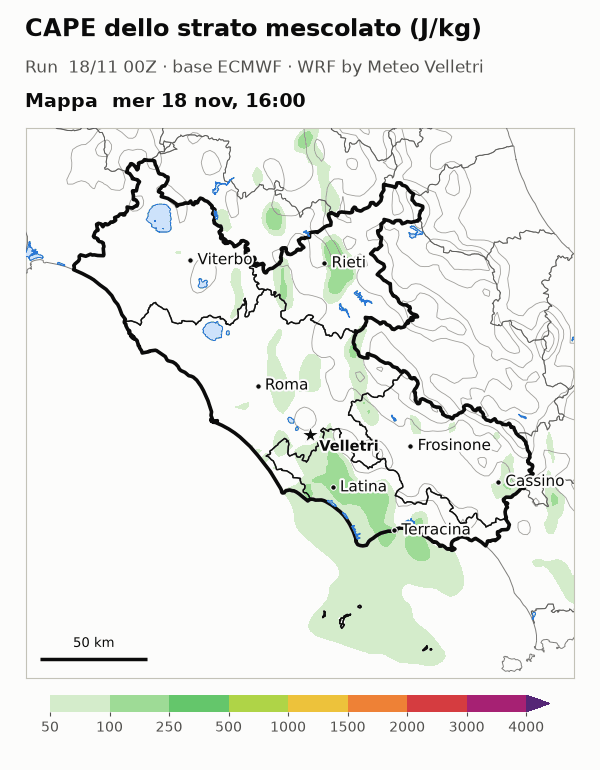 CAPE dello strato mescolato (J/kg)
Run  18/11 00Z · base ECMWF · WRF by Meteo Velletri
Mappa  mer 18 nov, 16:00
Viterbo
Rieti
Roma
Velletri
Frosinone
Cassino
Latina
Terracina
50 km
50 100 250 500 1000 1500 2000 3000 4000